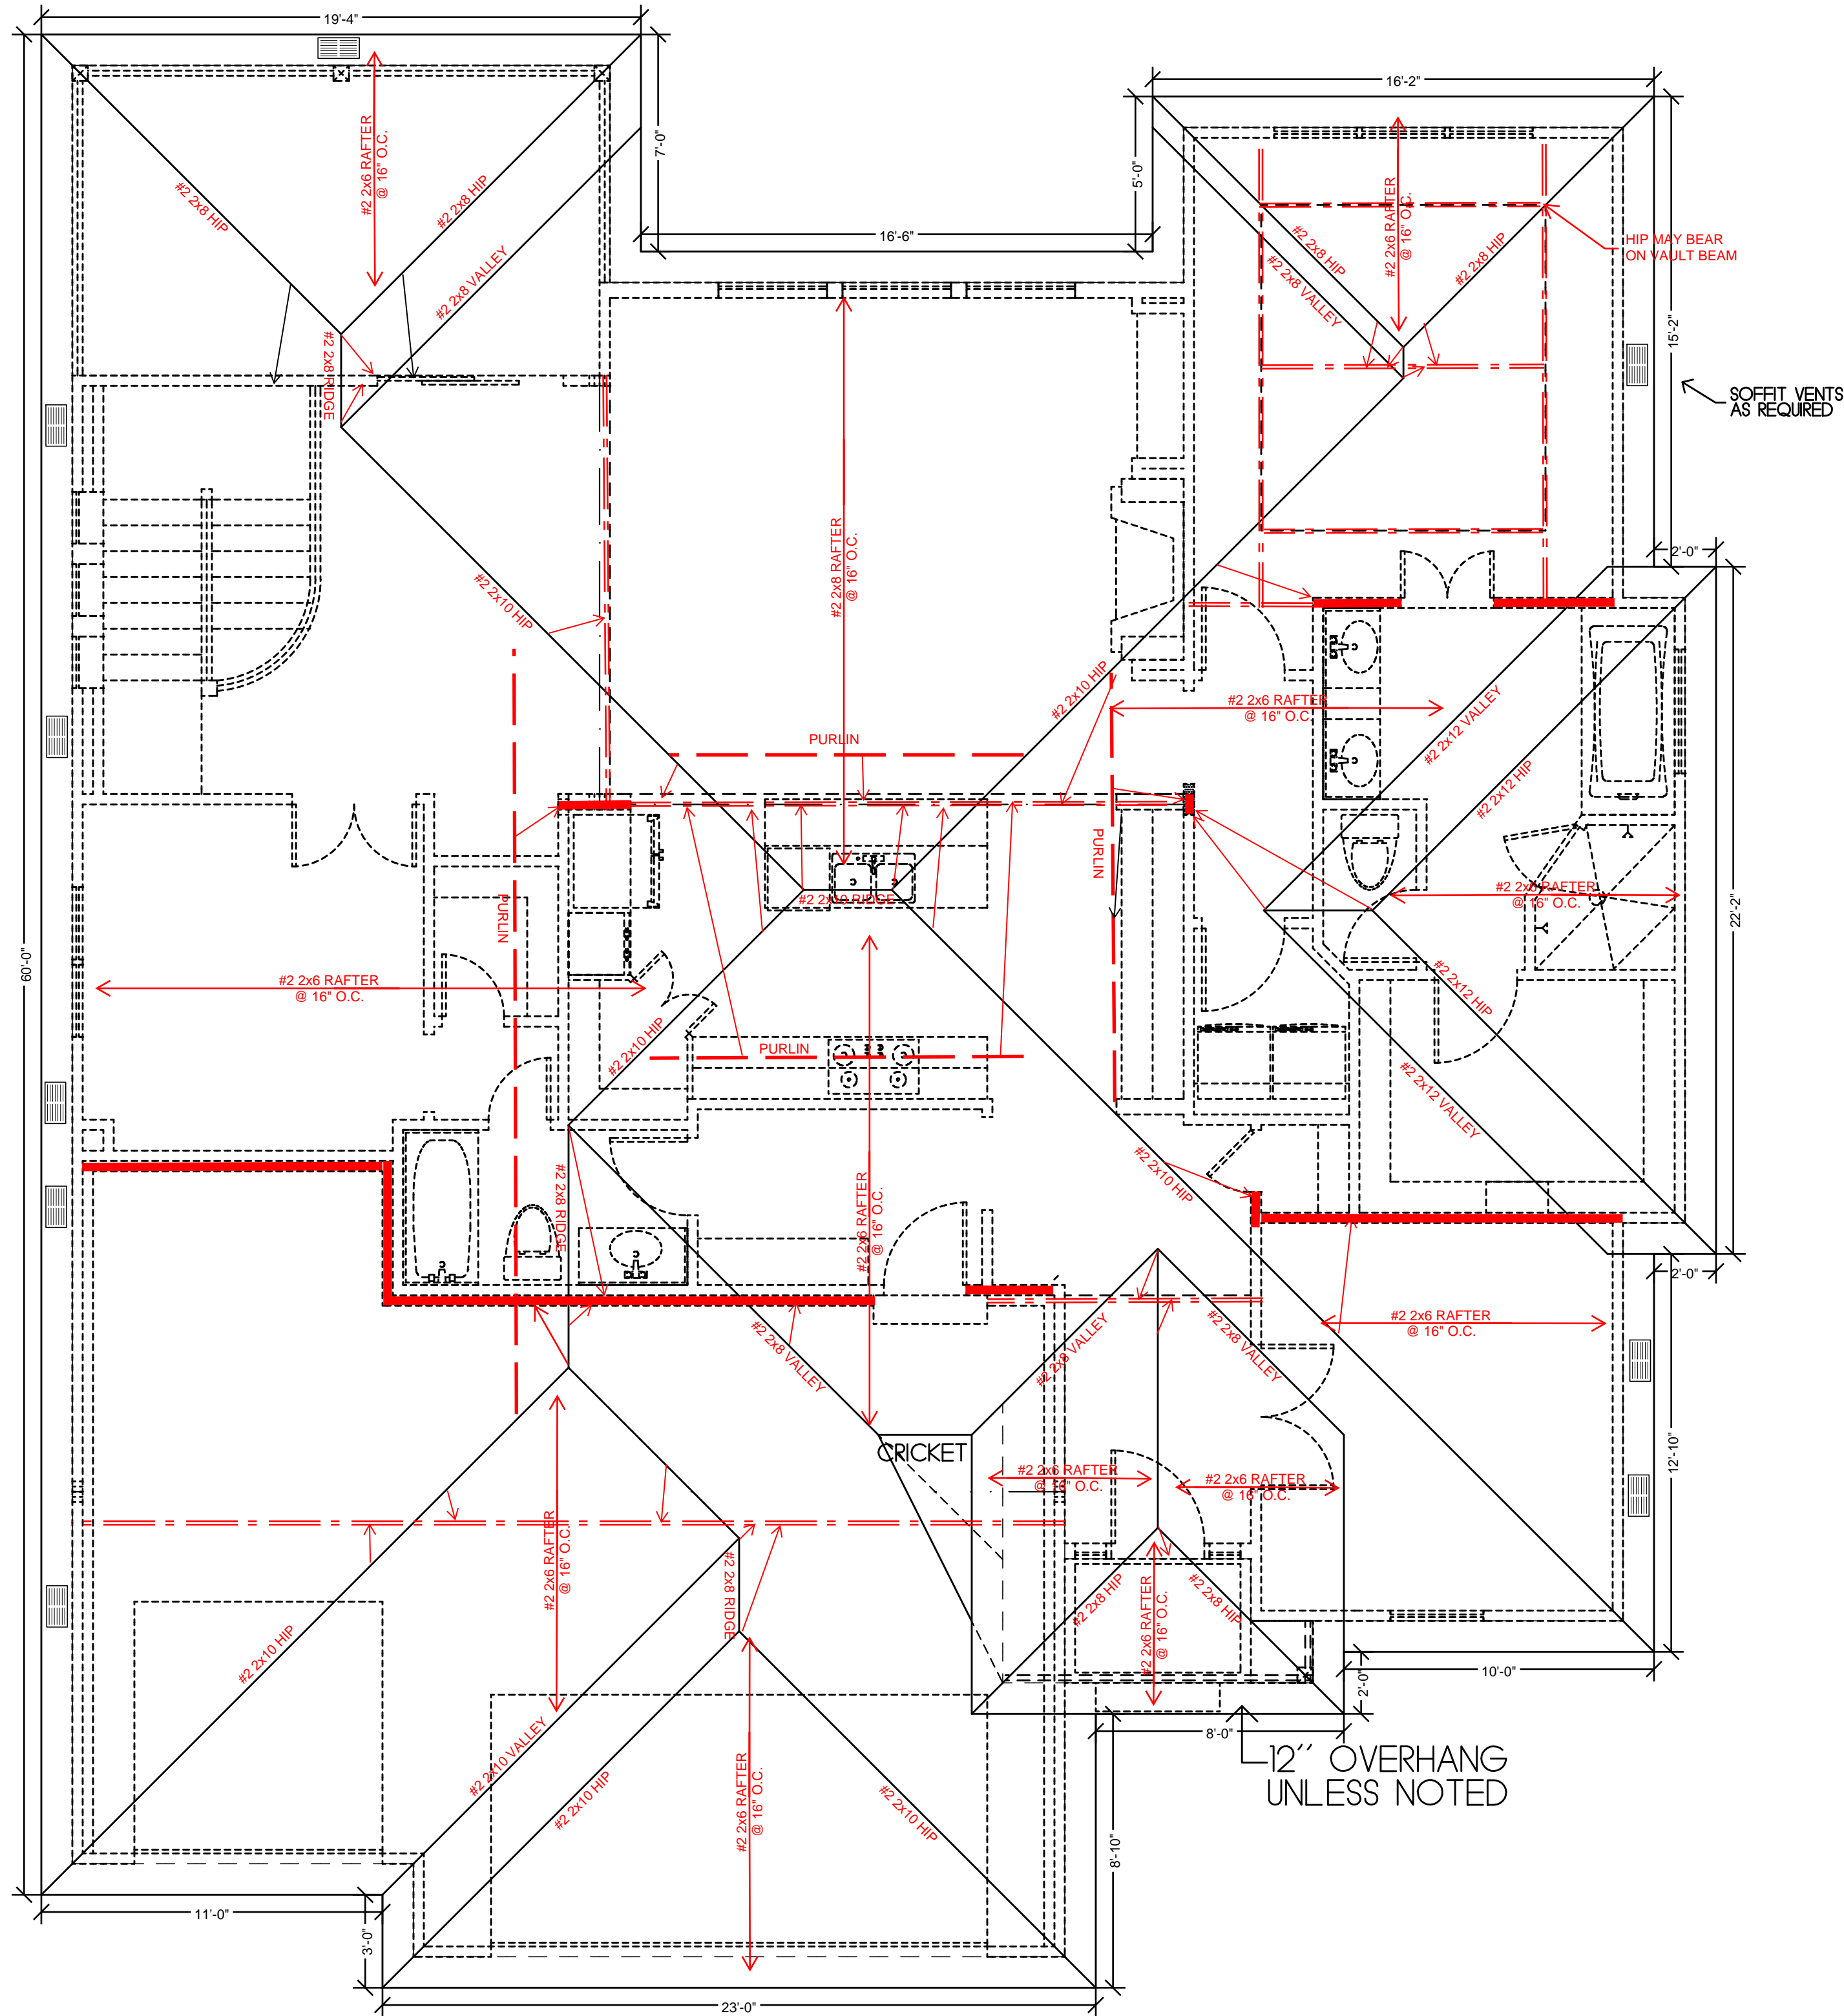 19'-4"
16'-2"
7'-0"
5'-0"
16'-6"
#2 2x6 RAFTER
@ 16" O.C.
#2 2x8 HIP
#2 2x8 HIP
#2 2x8 VALLEY
#2 2x8 RIDGE
#2 2x6 RAFTER
@ 16" O.C.
#2 2x8 HIP
#2 2x8 VALLEY
#2 2x8 HIP
HIP MAY BEAR
ON VAULT BEAM
15'-2"
SOFFIT VENTS
AS REQUIRED
2'-0"
#2 2x10 HIP
#2 2x8 RAFTER
@ 16" O.C.
#2 2x10 HIP
#2 2x6 RAFTER
@ 16" O.C.
#2 2x12 VALLEY
#2 2x12 HIP
PURLIN
PURLIN
PURLIN
#2 2x10 RIDGE
#2 2x6 RAFTER
@ 16" O.C.
22'-2"
60'-0"
#2 2x6 RAFTER
@ 16" O.C.
#2 2x10 HIP
PURLIN
#2 2x12 HIP
#2 2x12 VALLEY
#2 2x8 RIDGE
#2 2x6 RAFTER
@ 16" O.C.
#2 2x10 HIP
2'-0"
#2 2x8 VALLEY
#2 2x8 VALLEY
#2 2x8 VALLEY
#2 2x6 RAFTER
@ 16" O.C.
CRICKET
#2 2x6 RAFTER
@ 16" O.C.
#2 2x6 RAFTER
@ 16" O.C.
12'-10"
#2 2x6 RAFTER
@ 16" O.C.
#2 2x8 RIDGE
#2 2x8 HIP
#2 2x6 RAFTER
@ 16" O.C.
#2 2x8 HIP
#2 2x10 HIP
10'-0"
2'-0"
8'-0"
12'' OVERHANG
UNLESS NOTED
#2 2x10 VALLEY
#2 2x10 HIP
#2 2x6 RAFTER
@ 16" O.C.
#2 2x10 HIP
8'-10"
11'-0"
3'-0"
23'-0"